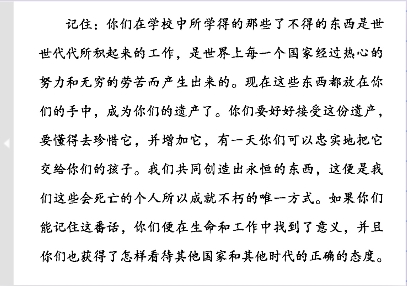 记住：你们在学校中所学得的那些了不得的东西是世
世代代所积起来的工作，是世界上每一个国家经过热心的
努力和无穷的劳苦而产生出来的。现在这些东西都放在你
们的手中，成为你们的遗产了。你们要好好接受这份遗产，
要懂得去珍惜它，并增加它，有一天你们可以忠实地把它
交给你们的孩子。我们共同创造出永恒的东西，这便是我
们这些会死亡的个人所以成就不朽的唯一方式。如果你们
能记住这番话，你们便在生命和工作中找到了意义，并且
你们也获得了怎样看待其他国家和其他时代的正确的态度。